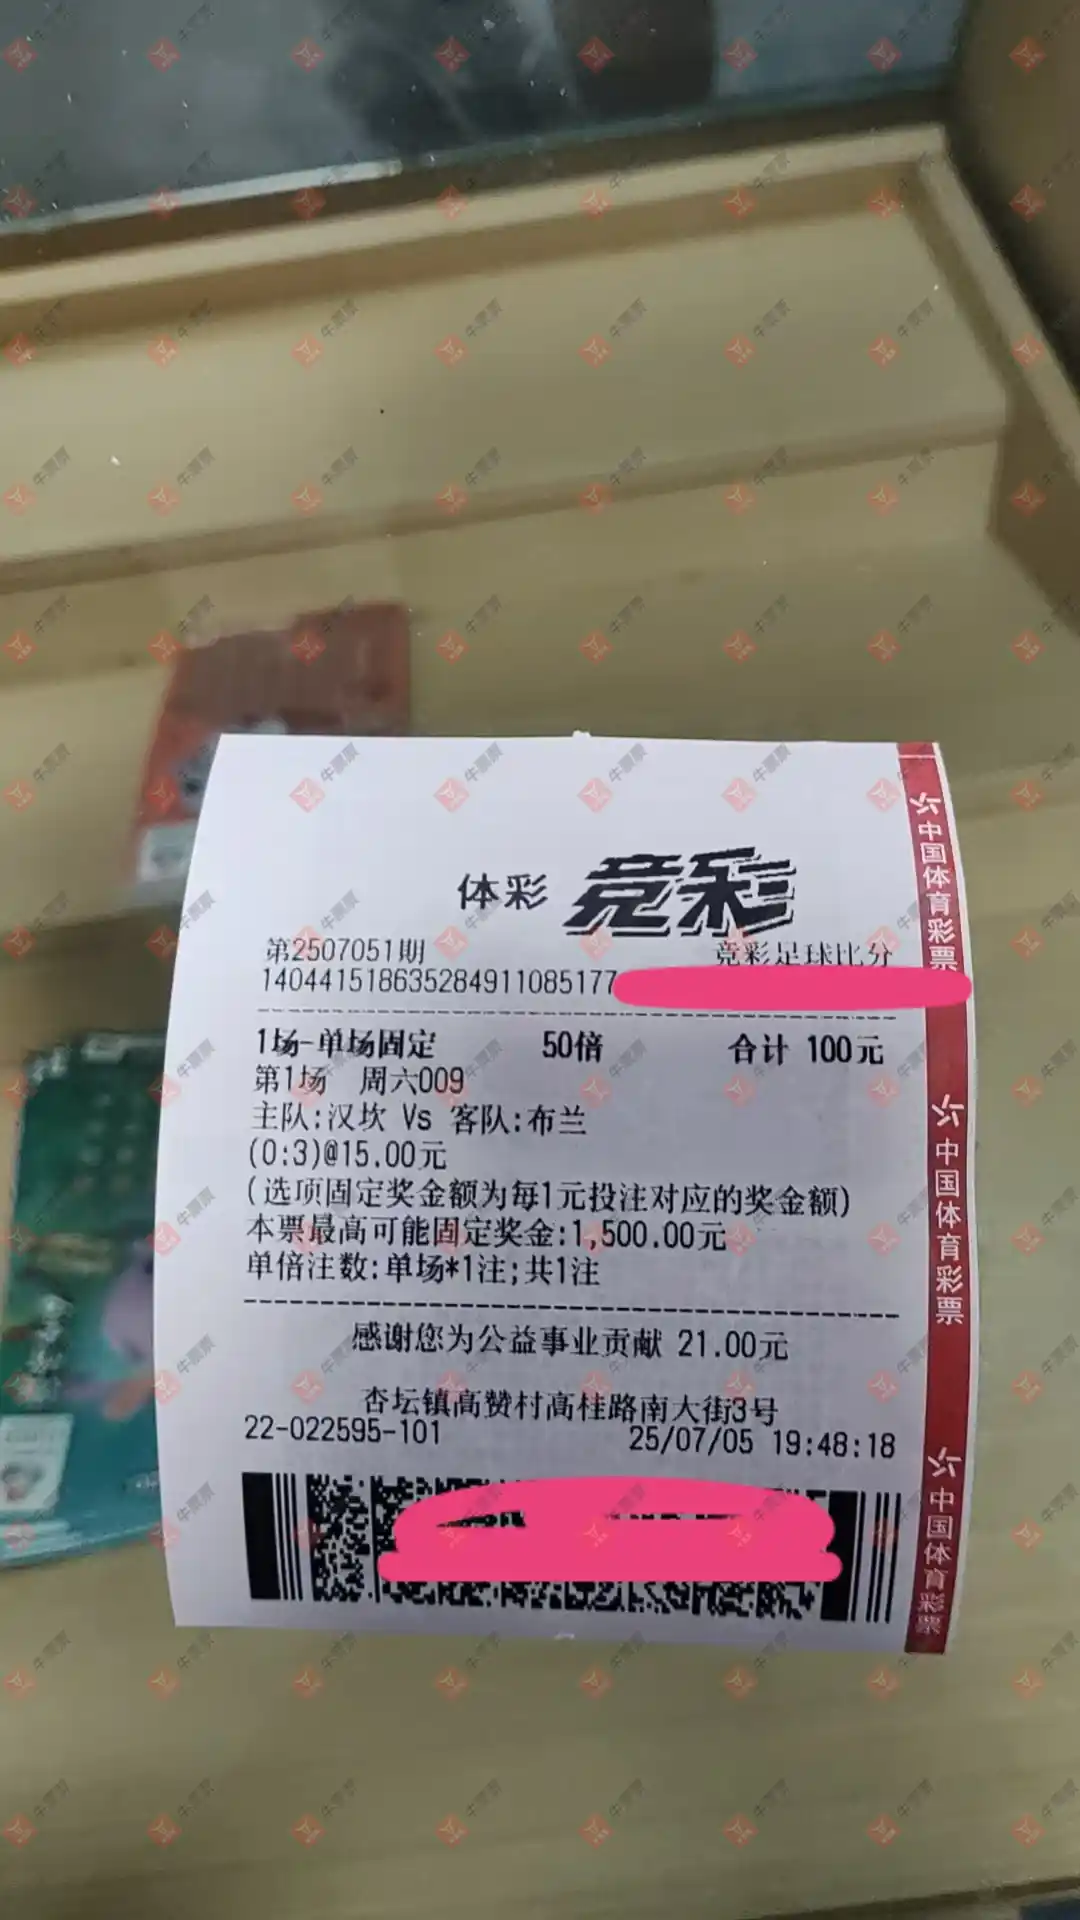 体彩 竞彩
第2507051期 竞彩足球比分
140441518635284911085177
1场-单场固定 50倍 合计 100元
第1场 周六009
主队:汉坎 Vs 客队:布兰
(0:3)@15.00元
(选项固定奖金额为每1元投注对应的奖金额)
本票最高可能固定奖金:1,500.00元
单倍注数:单场*1注;共1注
感谢您为公益事业贡献 21.00元
杏坛镇高赞村高桂路南大街3号
22-022595-101 25/07/05 19:48:18
中国体育彩票
中国体育彩票
中国体育彩票
牛票票